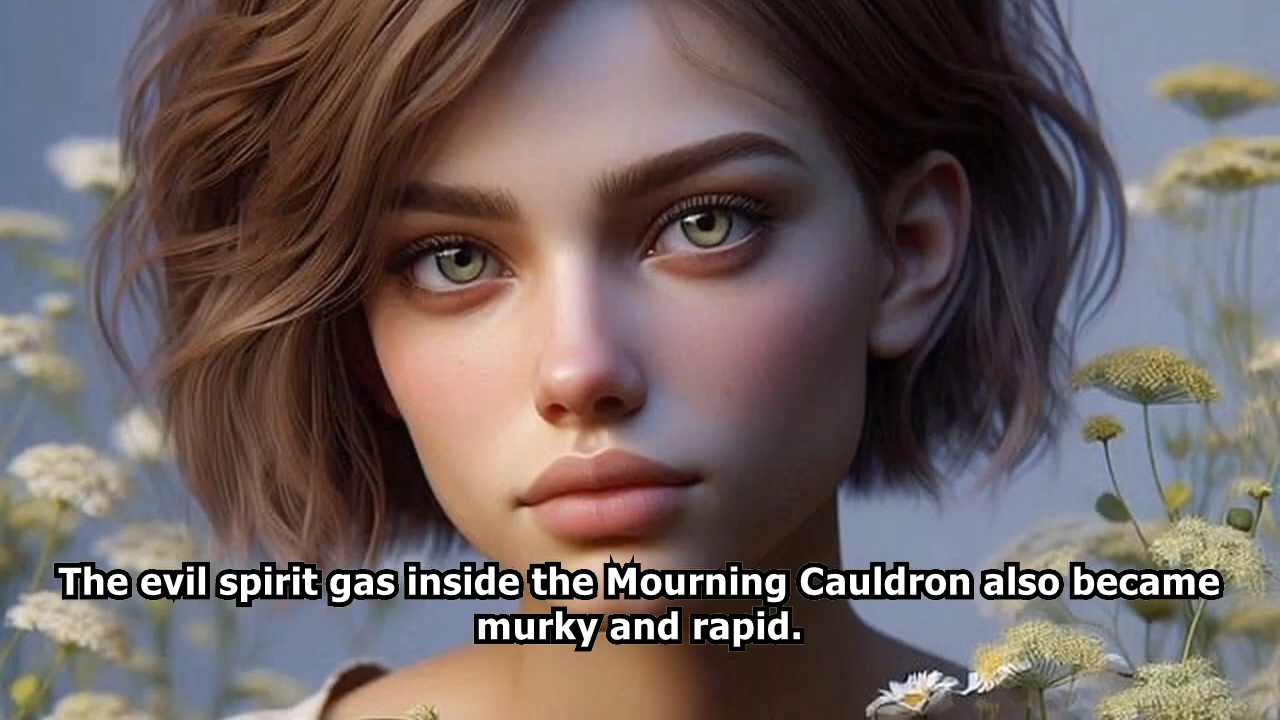 The evil spirit gas inside the Mourning Cauldron also became
murky and rapid.